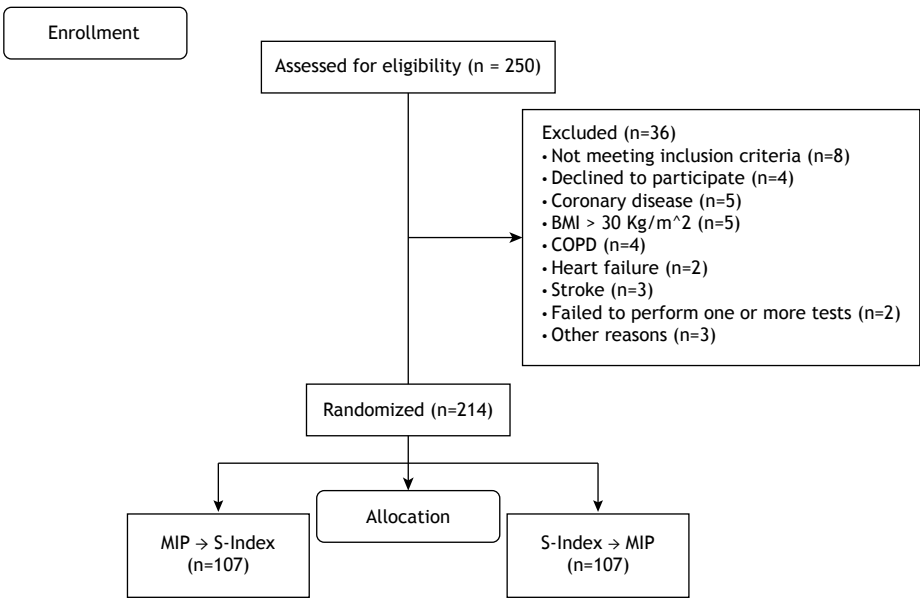 Enrollment
Assessed for eligibility (n = 250)
Excluded (n=36)
• Not meeting inclusion criteria (n=8)
• Declined to participate (n=4)
• Coronary disease (n=5)
• BMI > 30 Kg/m^2 (n=5)
• COPD (n=4)
• Heart failure (n=2)
• Stroke (n=3)
• Failed to perform one or more tests (n=2)
• Other reasons (n=3)
Randomized (n=214)
Allocation
MIP → S-Index
(n=107)
S-Index → MIP
(n=107)